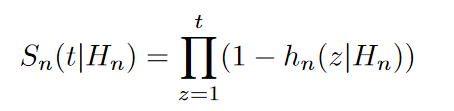 S_n(t|H_n) = \prod_{z=1}^{t} (1 − h_n(z|H_n))